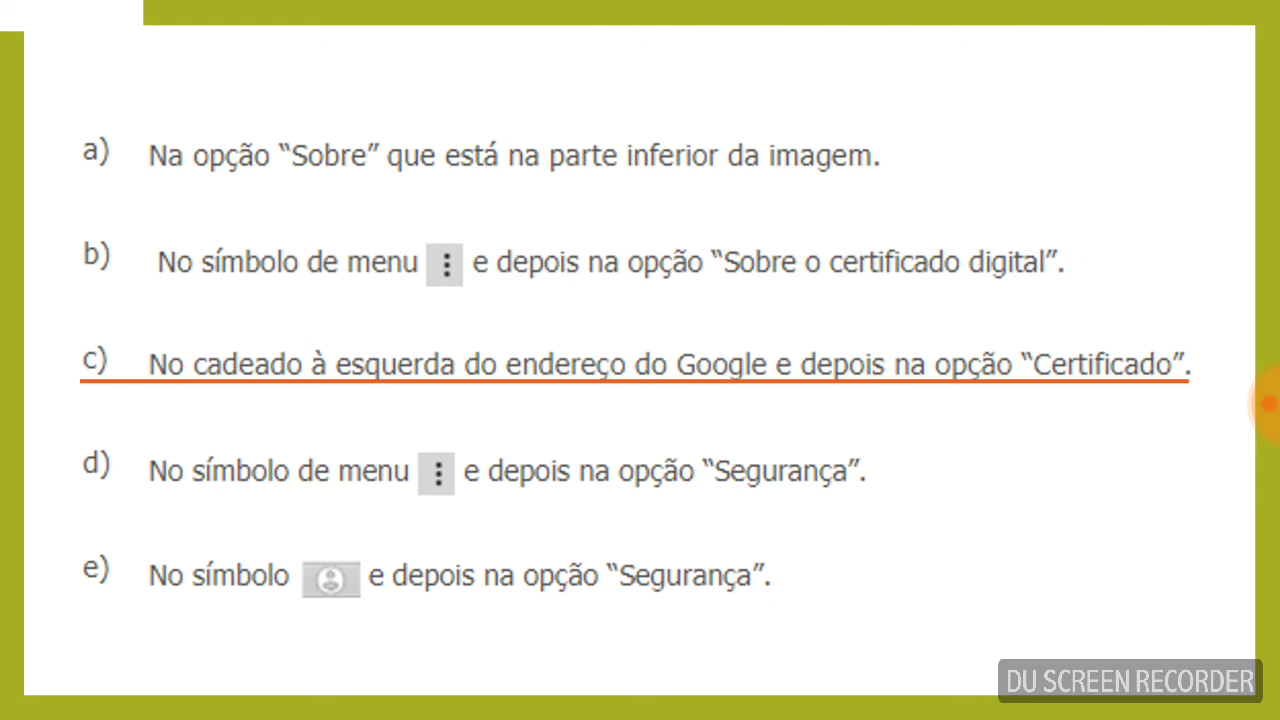 a) Na opção “Sobre” que está na parte inferior da imagem.
b) No símbolo de menu ⋮ e depois na opção “Sobre o certificado digital”.
c) No cadeado à esquerda do endereço do Google e depois na opção “Certificado”.
d) No símbolo de menu ⋮ e depois na opção “Segurança”.
e) No símbolo e depois na opção “Segurança”.
DU SCREEN RECORDER